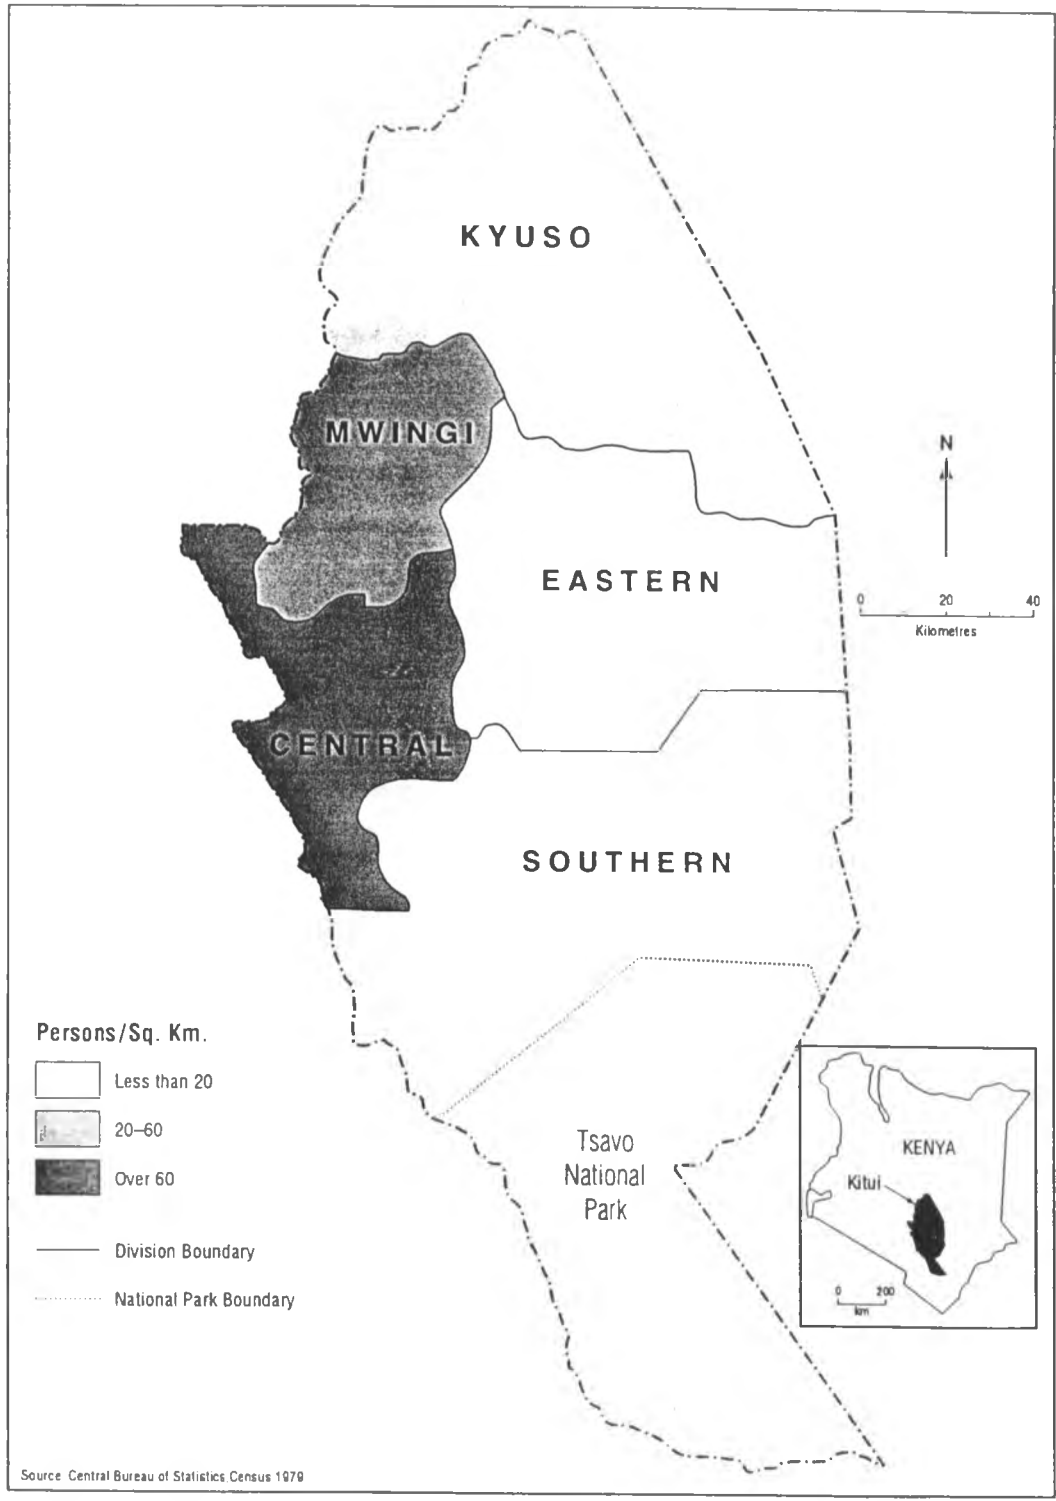 KYUSO
MWINGI
N
EASTERN
0 20 40
Kilometres
CENTRAL
SOUTHERN
Persons/Sq. Km.
Less than 20
20–60
Over 60
Division Boundary
National Park Boundary
Tsavo
National
Park
KENYA
Kitui
0 200
km
Source Central Bureau of Statistics, Census 1979